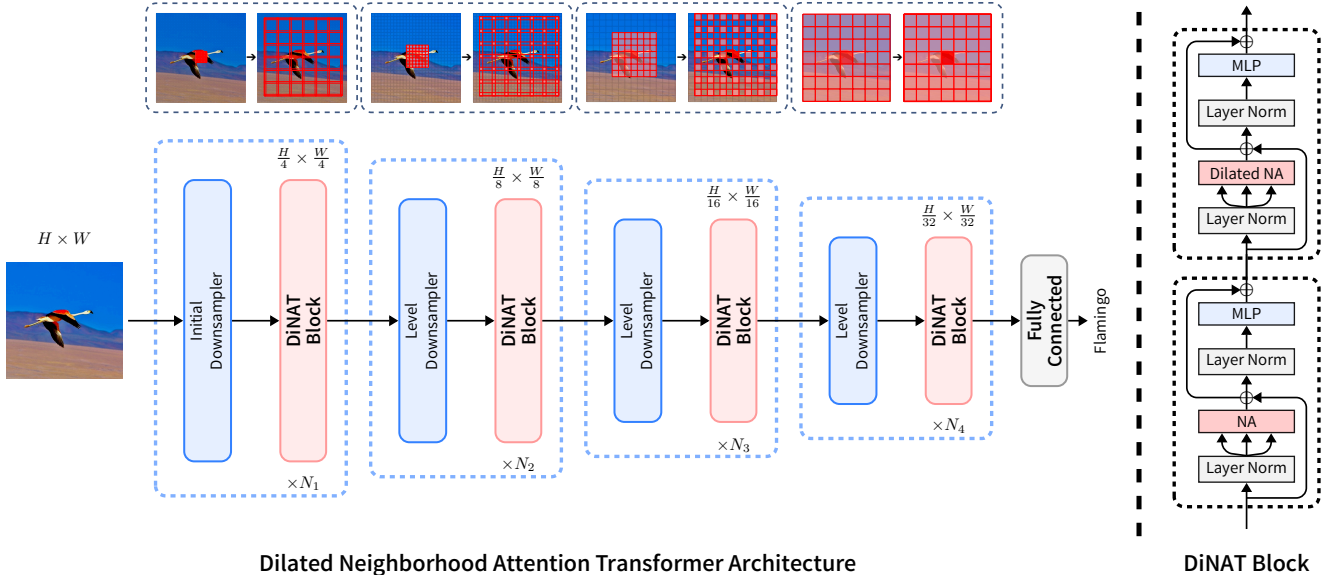 H × W
Initial
Downsampler
H/4 × W/4
DiNAT
Block
×N₁
Level
Downsampler
H/8 × W/8
DiNAT
Block
×N₂
Level
Downsampler
H/16 × W/16
DiNAT
Block
×N₃
Level
Downsampler
H/32 × W/32
DiNAT
Block
×N₄
Fully
Connected
Flamingo
Dilated Neighborhood Attention Transformer Architecture
MLP
Layer Norm
Dilated NA
Layer Norm
MLP
Layer Norm
NA
Layer Norm
DiNAT Block